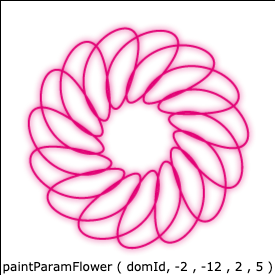 paintParamFlower ( domId, -2 , -12 , 2 , 5 )